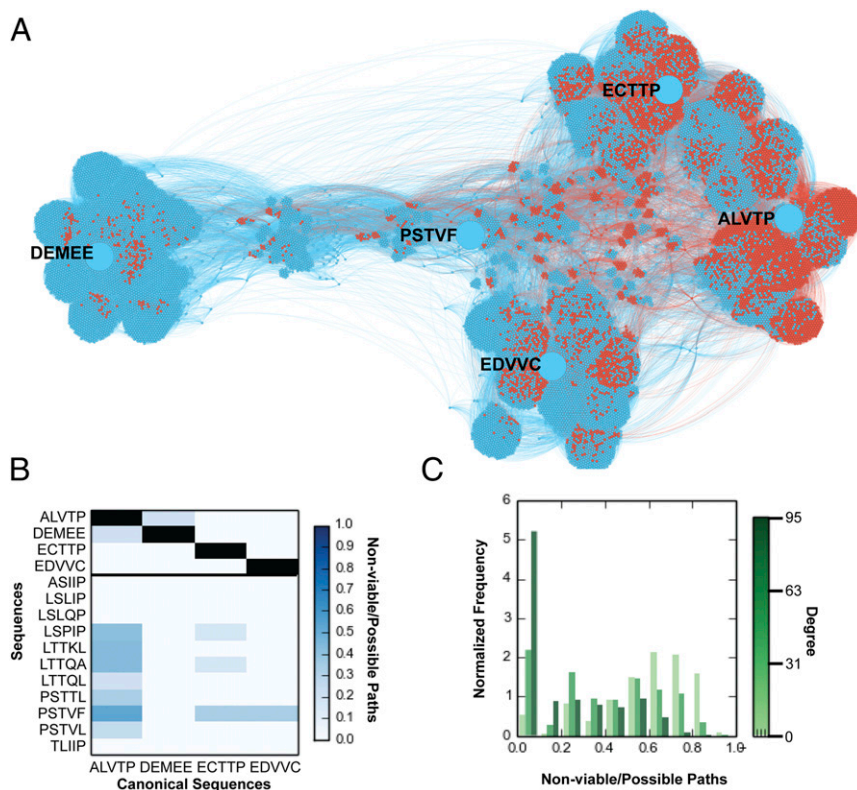 A
ECTTP
ALVTP
PSTVF
DEMEE
EDVVC
B
Sequences
ALVTP
DEMEE
ECTTP
EDVVC
ASIIP
LSLIP
LSLQP
LSPIP
LTTKL
LTTQA
LTTQL
PSTTL
PSTVF
PSTVL
TLIIP
ALVTP DEMEE ECTTP EDVVC
Canonical Sequences
1.0
0.9
0.8
0.7
0.6
0.5
0.4
0.3
0.2
0.1
0.0
Non-viable/Possible Paths
C
Normalized Frequency
6
5
4
3
2
1
0
0.0 0.2 0.4 0.6 0.8 1.0
Non-viable/Possible Paths
95
63
31
0
Degree